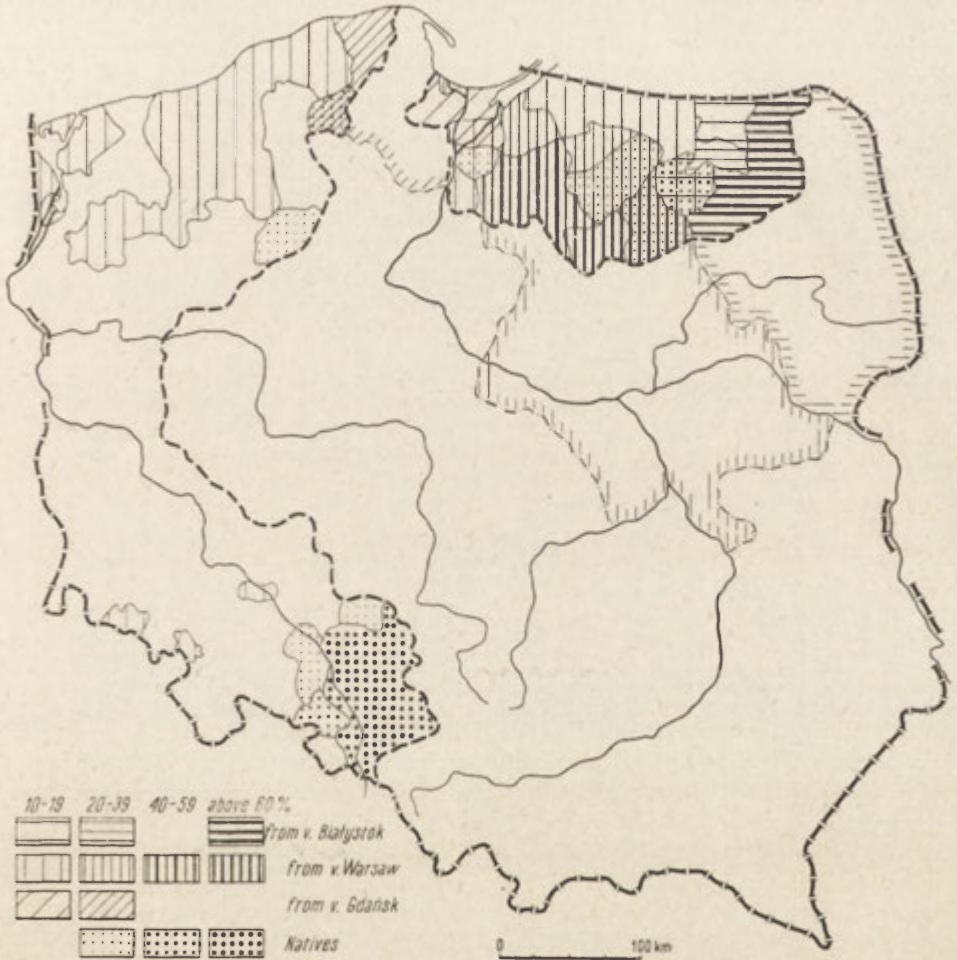 10-19 20-39 40-59 above 60%
from v. Białystok
from v. Warsaw
from v. Gdańsk
Natives
0 100 km